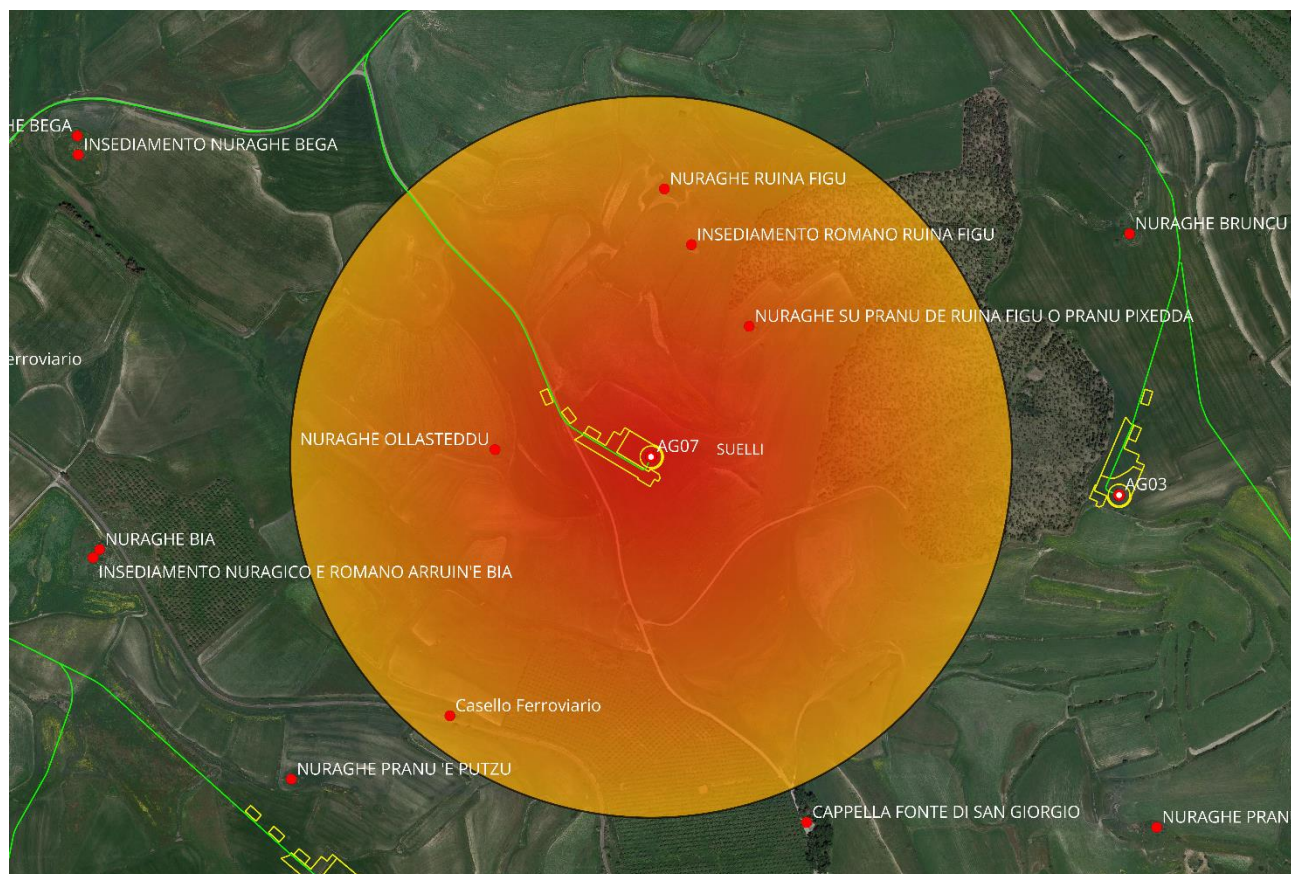 HE BEGA
INSEDIAMENTO NURAGHE BEGA
NURAGHE RUINA FIGU
INSEDIAMENTO ROMANO RUINA FIGU
NURAGHE BRUNCU
NURAGHE SU PRANU DE RUINA FIGU O PRANU PIXEDDA
erroviario
NURAGHE OLLASTEDDU
AG07
SUELLI
AG03
NURAGHE BIA
INSEDIAMENTO NURAGICO E ROMANO ARRUIN'E BIA
Casello Ferroviario
NURAGHE PRANU 'E PUTZU
CAPPELLA FONTE DI SAN GIORGIO
NURAGHE PRAN